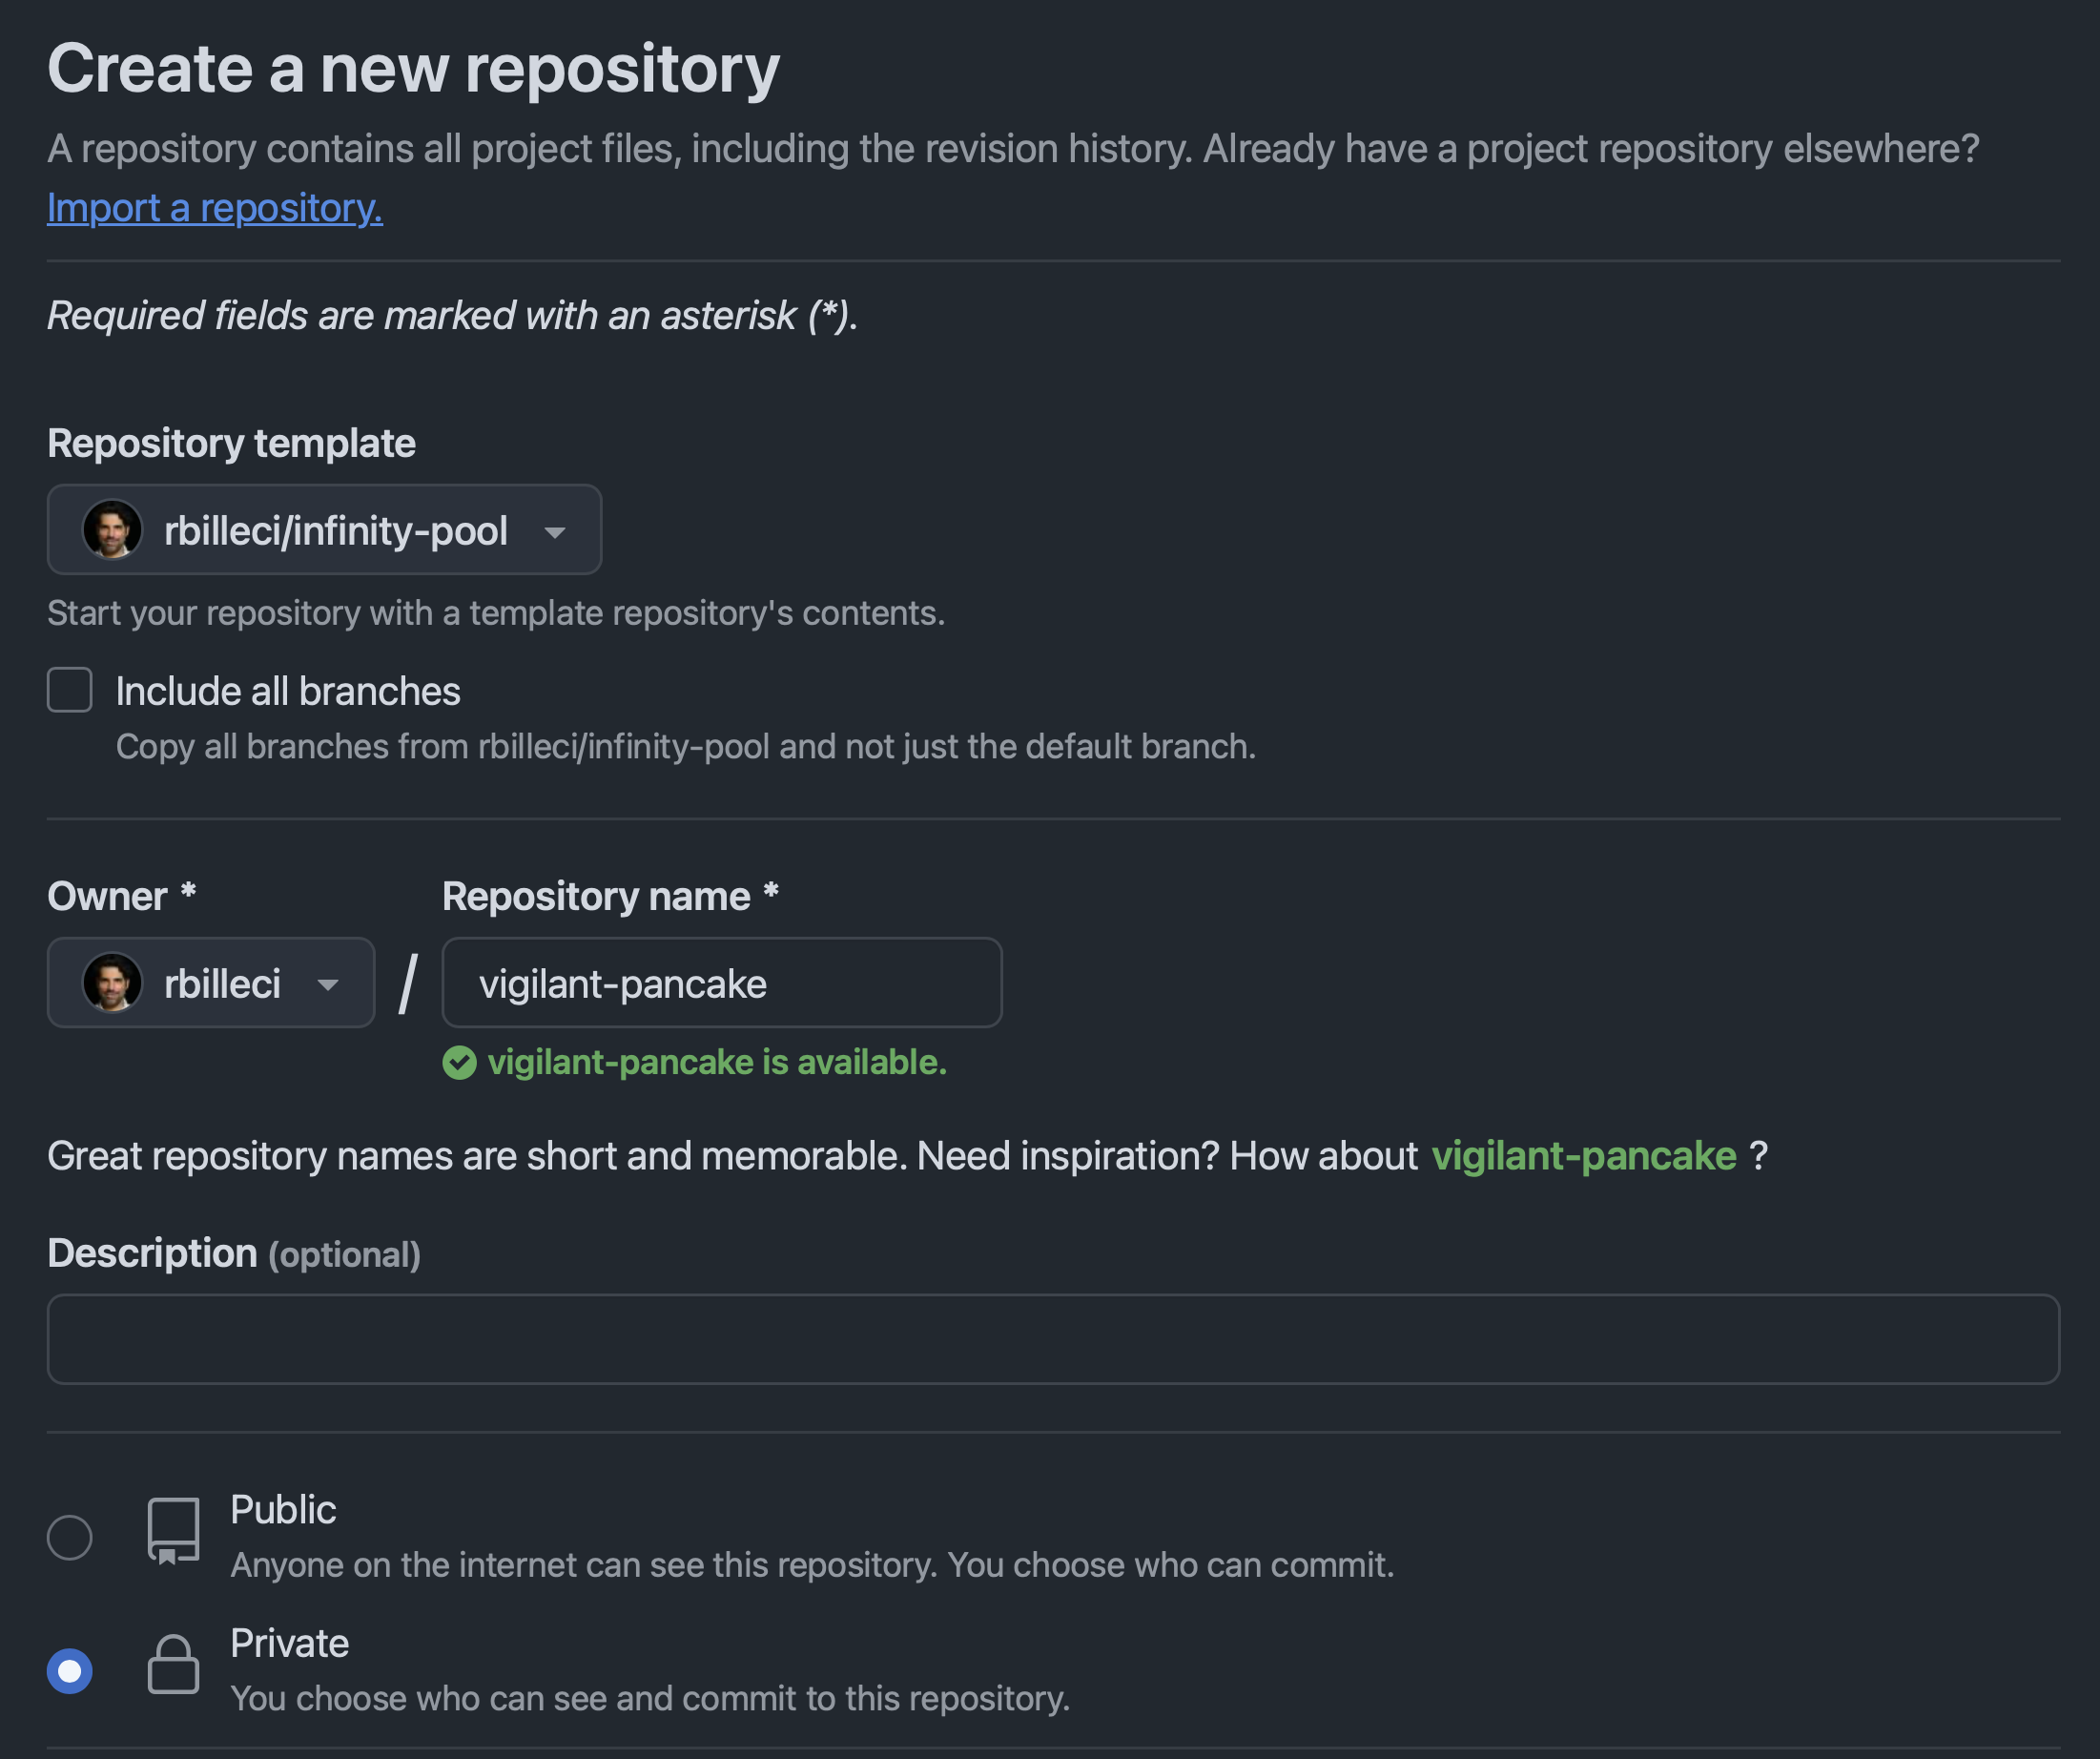 Create a new repository
A repository contains all project files, including the revision history. Already have a project repository elsewhere?
Import a repository.
Required fields are marked with an asterisk (*).
Repository template
rbilleci/infinity-pool
Start your repository with a template repository's contents.
Include all branches
Copy all branches from rbilleci/infinity-pool and not just the default branch.
Owner * Repository name *
rbilleci / vigilant-pancake
vigilant-pancake is available.
Great repository names are short and memorable. Need inspiration? How about vigilant-pancake ?
Description (optional)
Public
Anyone on the internet can see this repository. You choose who can commit.
Private
You choose who can see and commit to this repository.